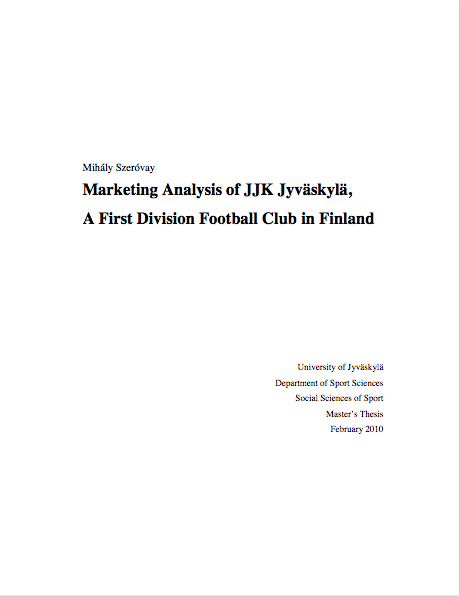 Mihály Szeróvay
Marketing Analysis of JJK Jyväskylä,
A First Division Football Club in Finland
University of Jyväskylä
Department of Sport Sciences
Social Sciences of Sport
Master's Thesis
February 2010